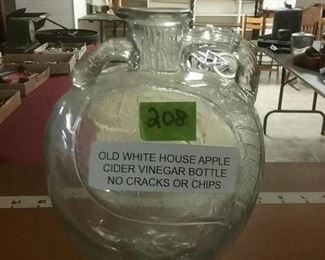 208
OLD WHITE HOUSE APPLE
CIDER VINEGAR BOTTLE
NO CRACKS OR CHIPS